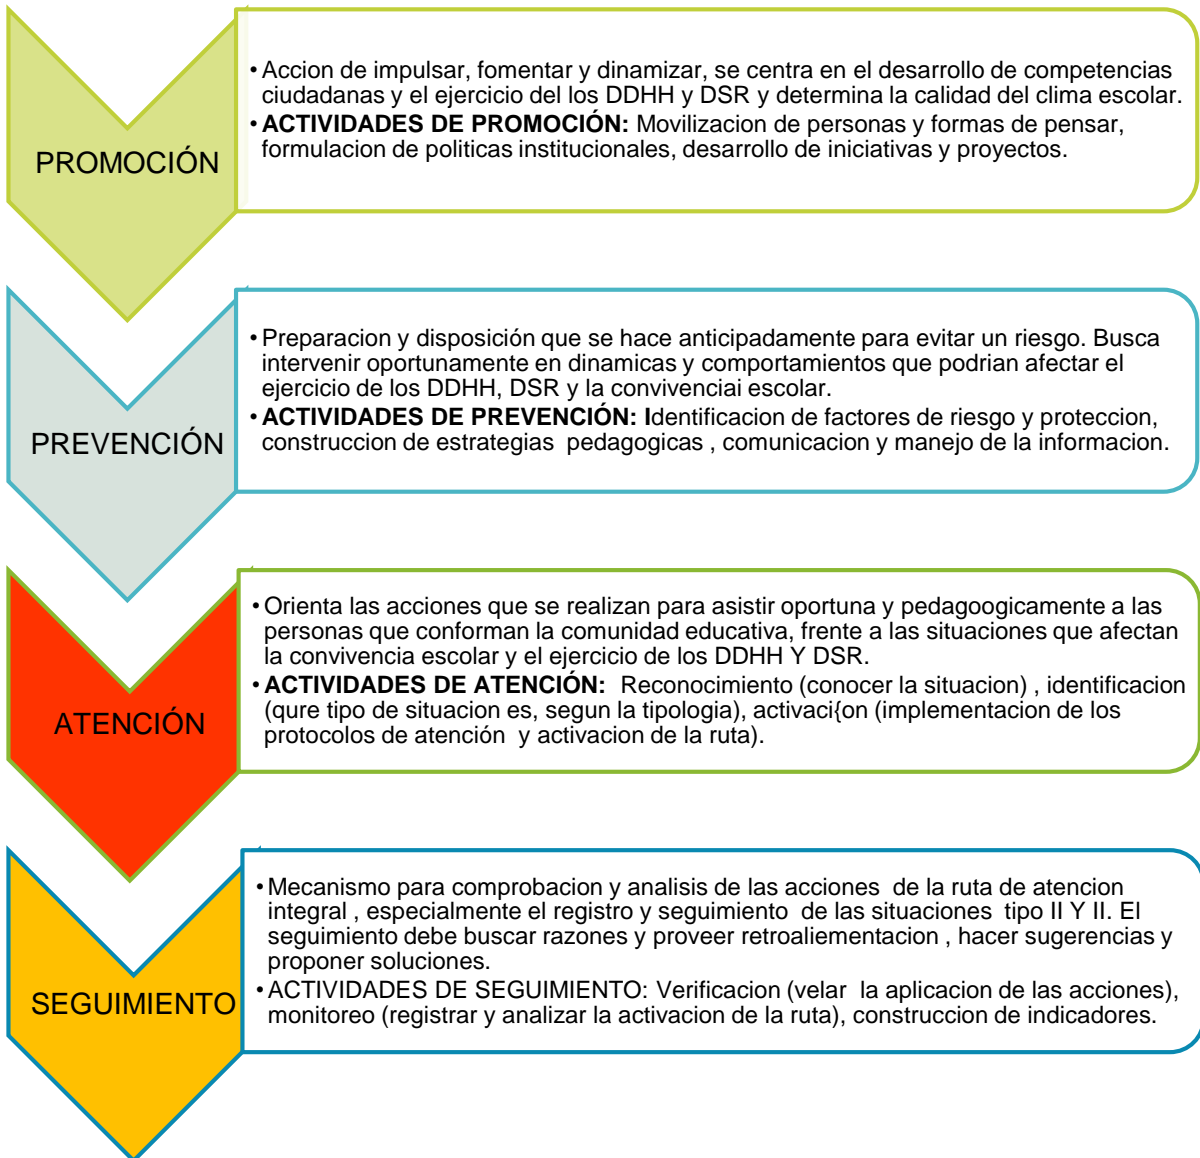 PROMOCIÓN
• Accion de impulsar, fomentar y dinamizar, se centra en el desarrollo de competencias
ciudadanas y el ejercicio del los DDHH y DSR y determina la calidad del clima escolar.
• ACTIVIDADES DE PROMOCIÓN: Movilizacion de personas y formas de pensar,
formulacion de politicas institucionales, desarrollo de iniciativas y proyectos.
PREVENCIÓN
• Preparacion y disposición que se hace anticipadamente para evitar un riesgo. Busca
intervenir oportunamente en dinamicas y comportamientos que podrian afectar el
ejercicio de los DDHH, DSR y la convivenciai escolar.
• ACTIVIDADES DE PREVENCIÓN: Identificacion de factores de riesgo y proteccion,
construccion de estrategias pedagogicas , comunicacion y manejo de la informacion.
ATENCIÓN
• Orienta las acciones que se realizan para asistir oportuna y pedagoogicamente a las
personas que conforman la comunidad educativa, frente a las situaciones que afectan
la convivencia escolar y el ejercicio de los DDHH Y DSR.
• ACTIVIDADES DE ATENCIÓN: Reconocimiento (conocer la situacion) , identificacion
(qure tipo de situacion es, segun la tipologia), activaci{on (implementacion de los
protocolos de atención y activacion de la ruta).
SEGUIMIENTO
• Mecanismo para comprobacion y analisis de las acciones de la ruta de atencion
integral , especialmente el registro y seguimiento de las situaciones tipo II Y II. El
seguimiento debe buscar razones y proveer retroaliementacion , hacer sugerencias y
proponer soluciones.
• ACTIVIDADES DE SEGUIMIENTO: Verificacion (velar la aplicacion de las acciones),
monitoreo (registrar y analizar la activacion de la ruta), construccion de indicadores.